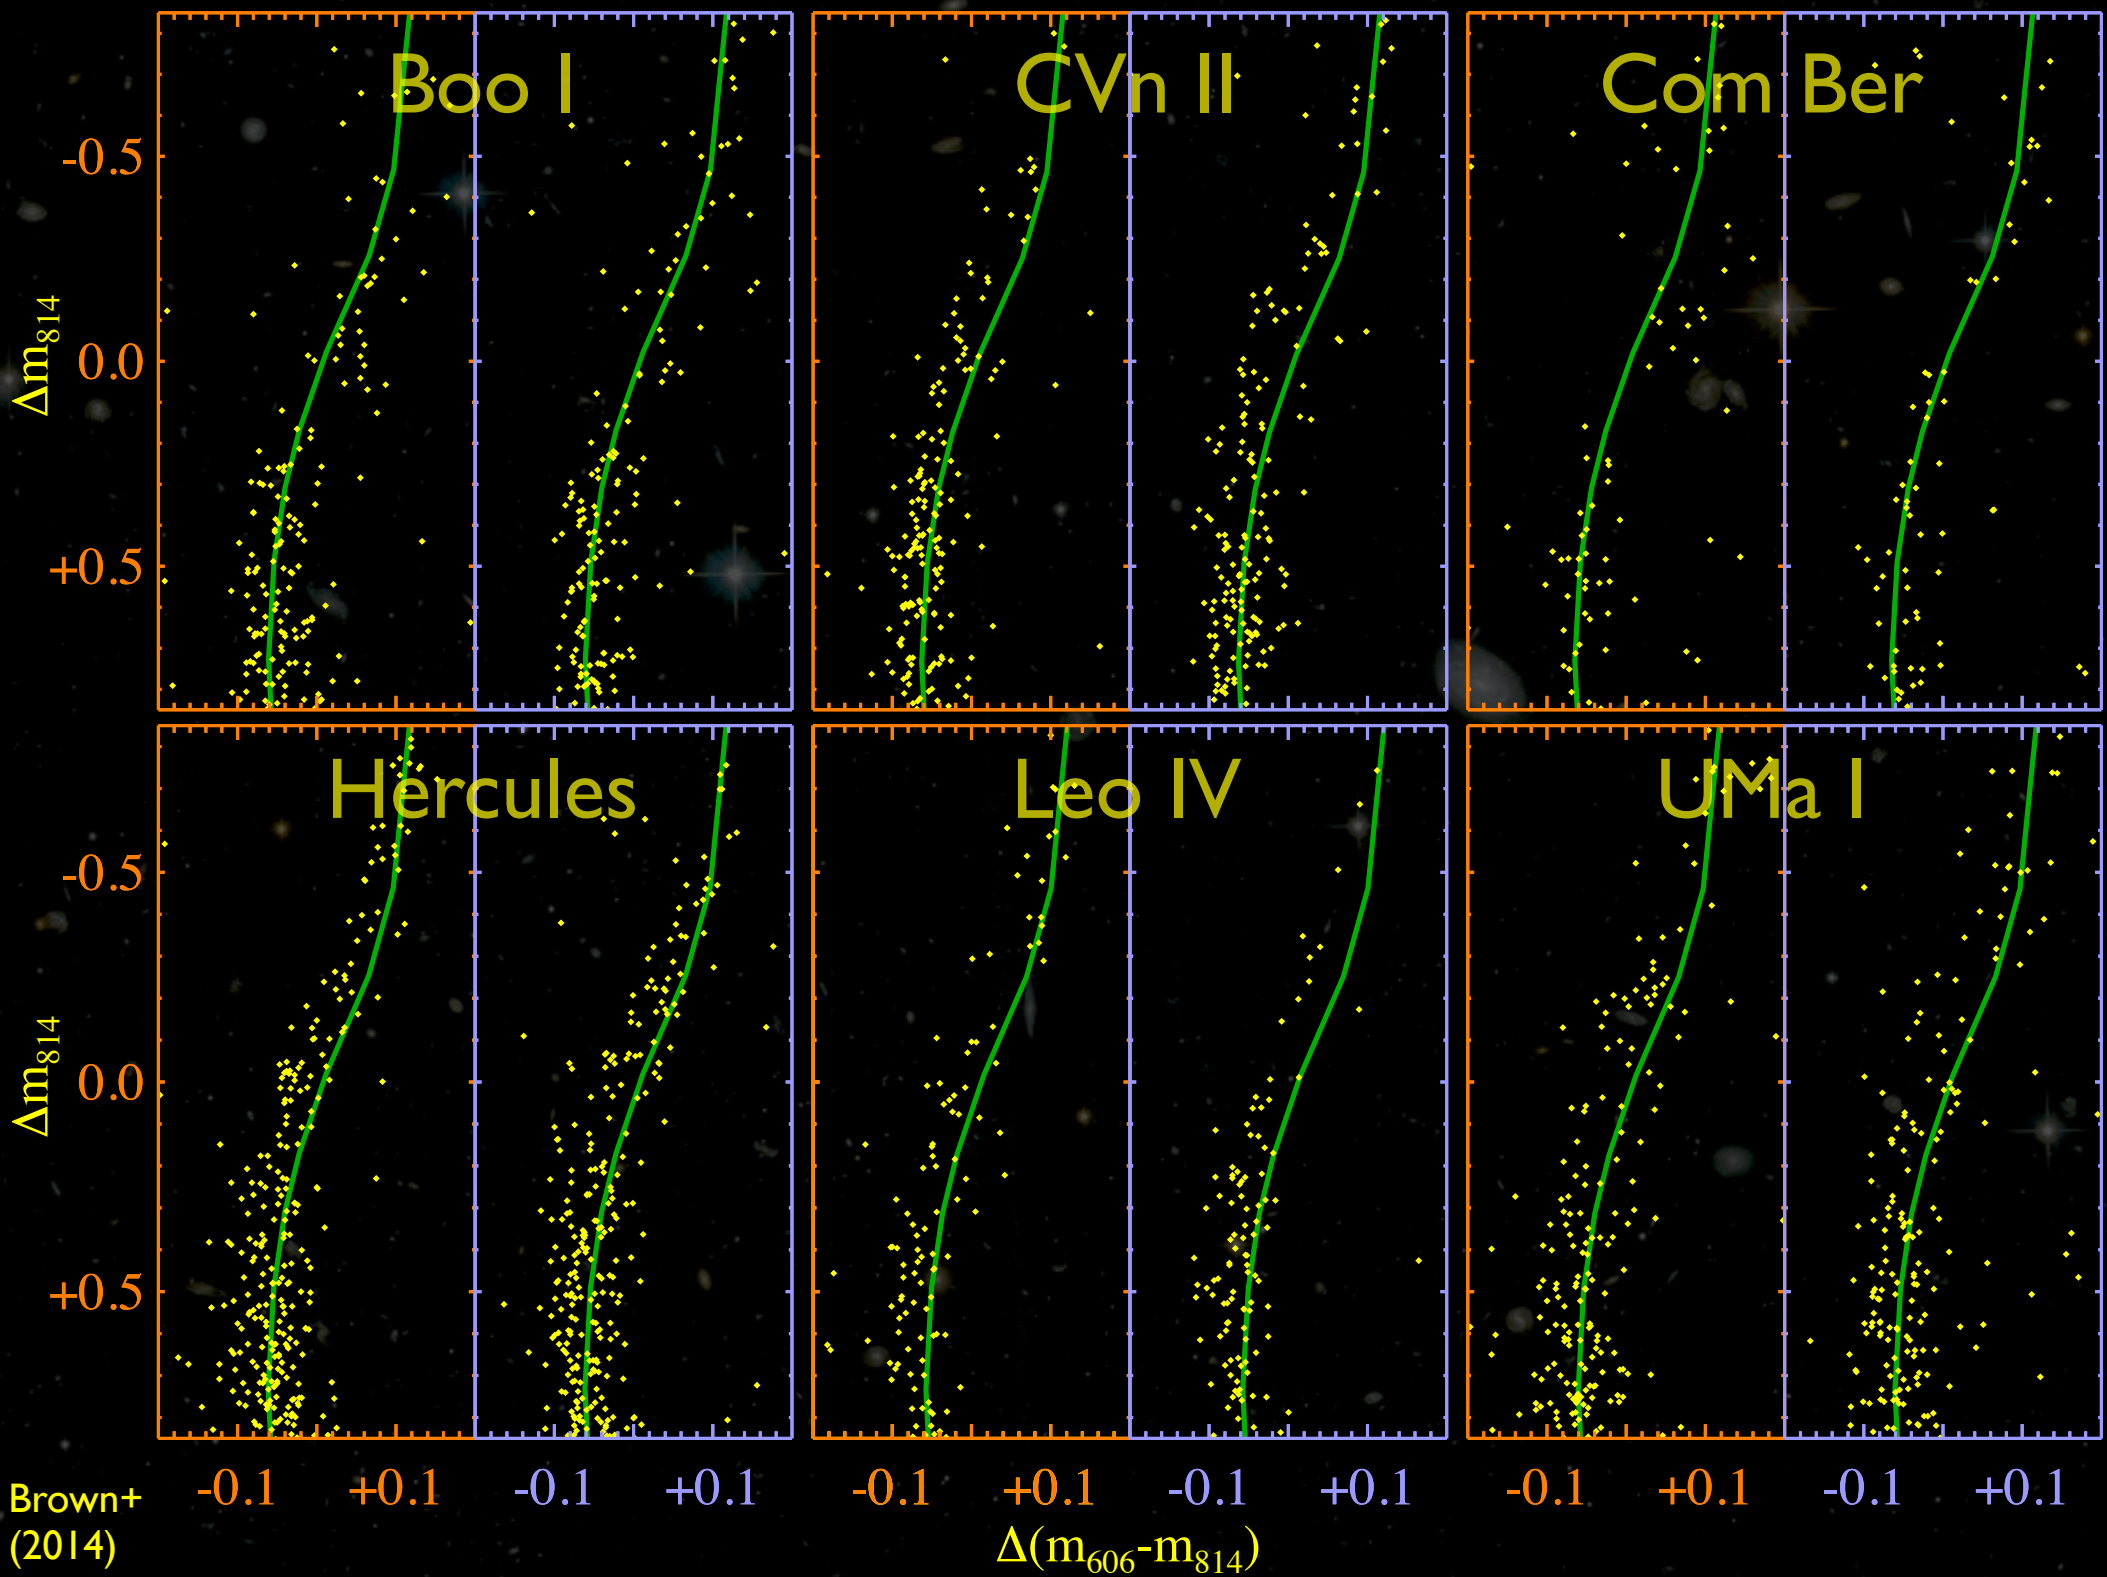 Boo I
CVn II
Com Ber
-0.5
0.0
+0.5
Δm814
Hercules
Leo IV
UMa I
-0.5
0.0
+0.5
Δm814
-0.1 +0.1 -0.1 +0.1 -0.1 +0.1 -0.1 +0.1 -0.1 +0.1 -0.1 +0.1
Δ(m606-m814)
Brown+
(2014)